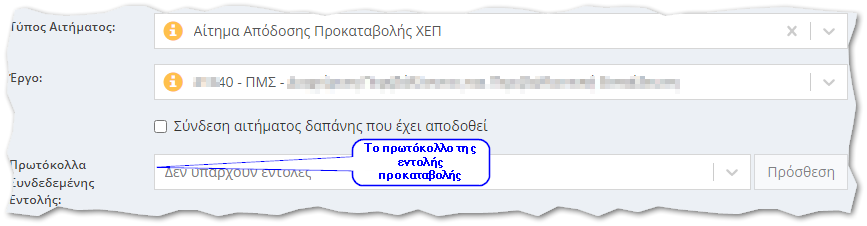 Τύπος Αιτήματος:
Αίτημα Απόδοσης Προκαταβολής ΧΕΠ
Έργο:
40 - ΠΜΣ -
Σύνδεση αιτήματος δαπάνης που έχει αποδοθεί
Το πρωτόκολλο της
εντολής
προκαταβολής
Πρωτόκολλα
Συνδεδεμένης
Εντολής:
Δεν υπάρχουν εντολές
Πρόσθεση